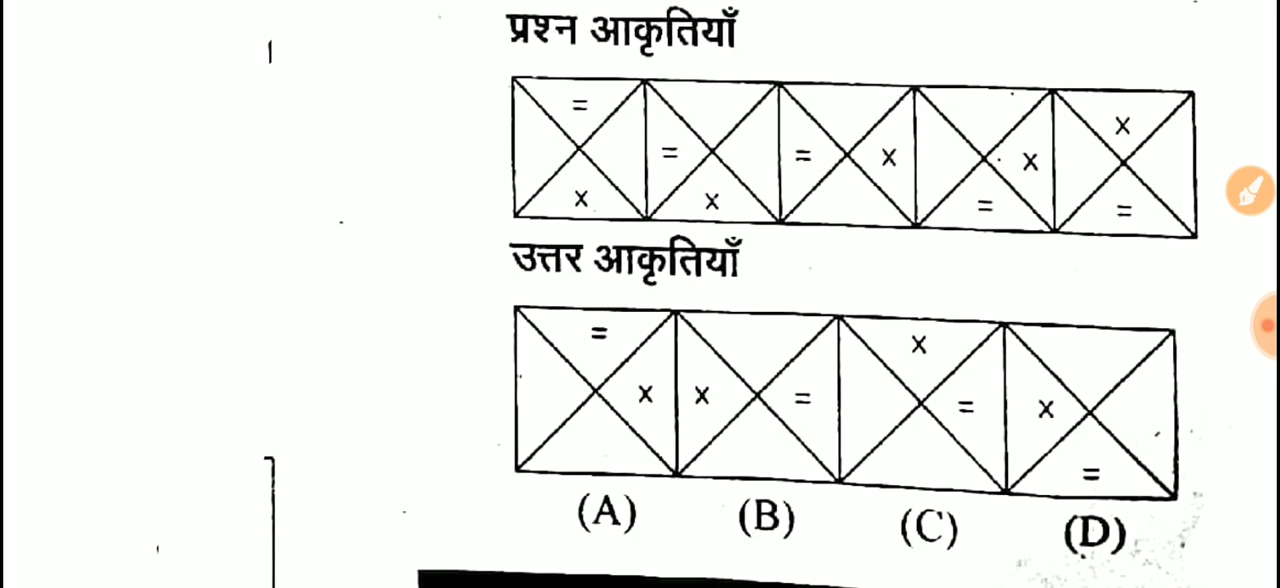 प्रश्न आकृतियाँ
= = = x x
x x x = =
उत्तर आकृतियाँ
= x x = x = x =
(A) (B) (C) (D)